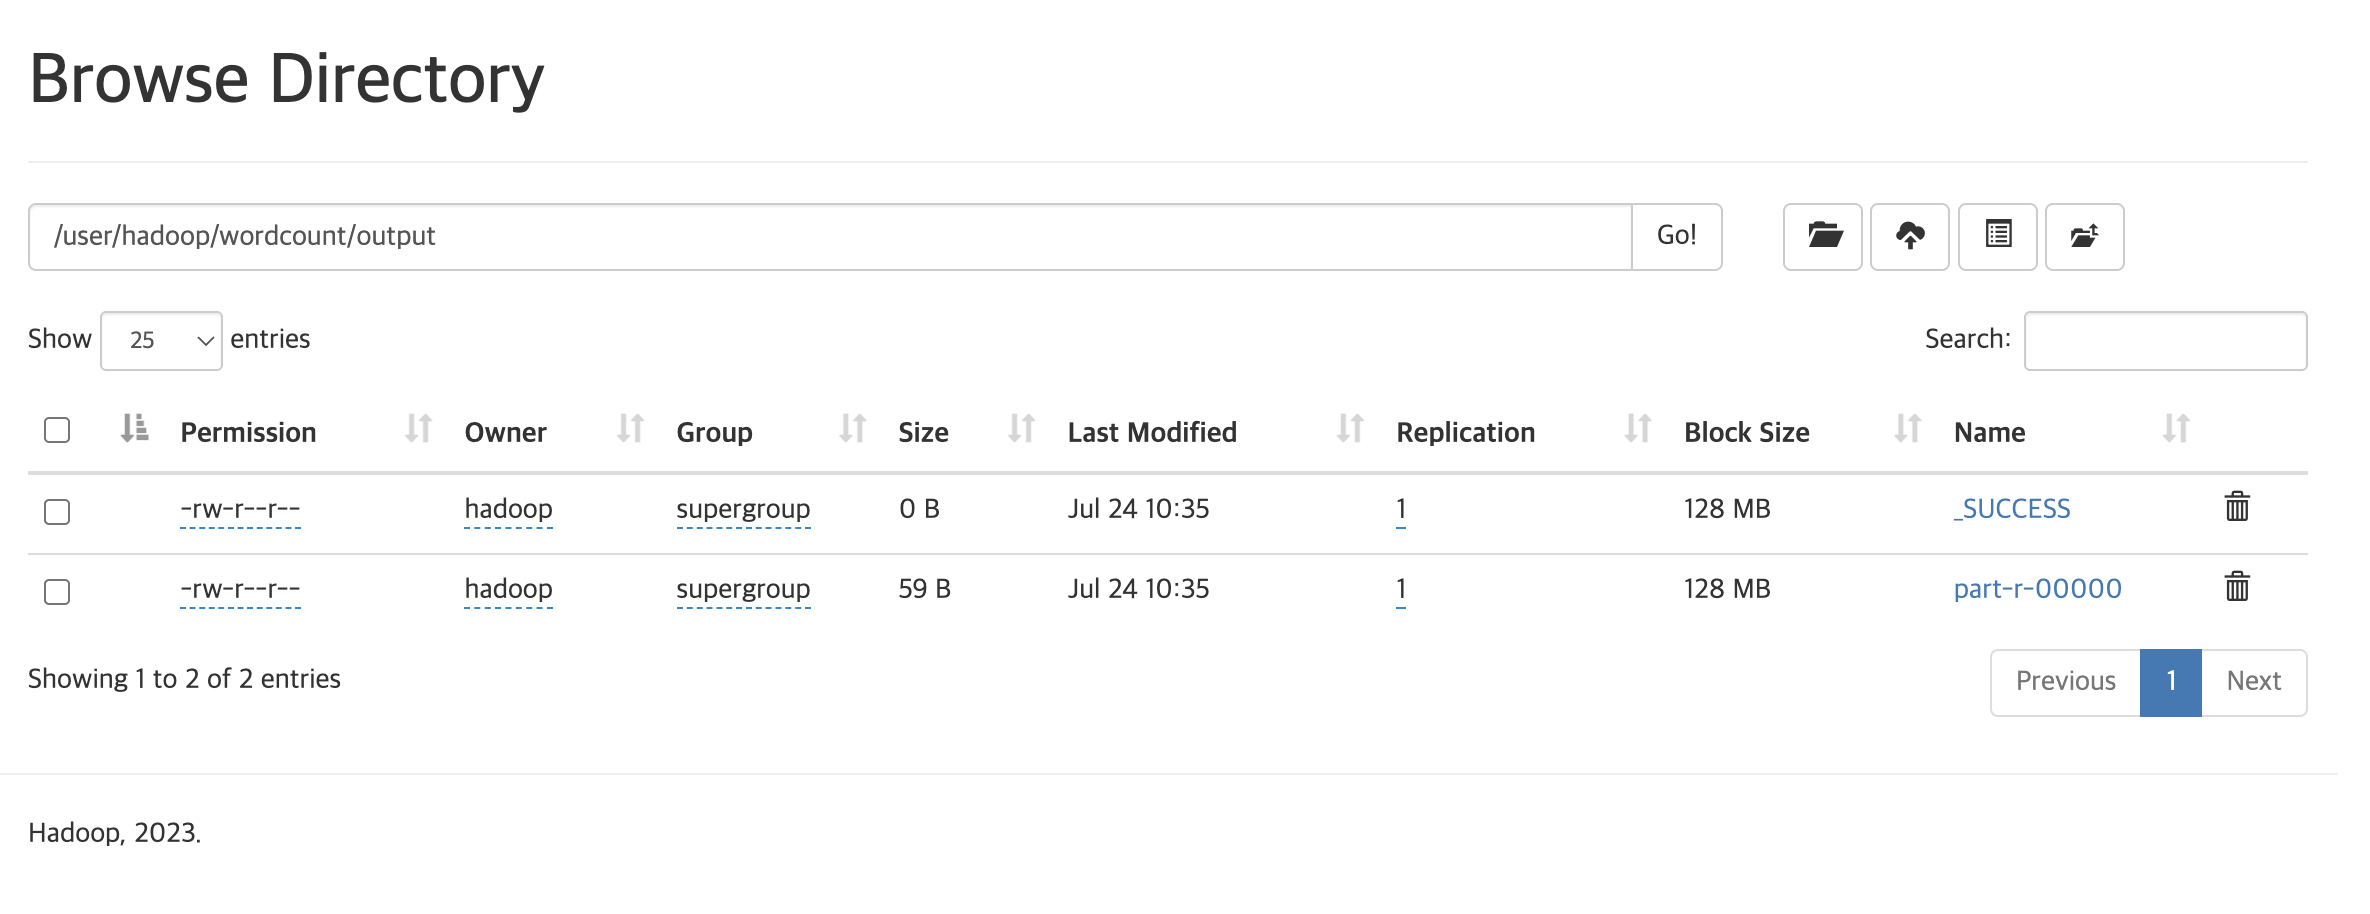 Browse Directory
/user/hadoop/wordcount/output Go!
Show 25 entries Search:
Permission Owner Group Size Last Modified Replication Block Size Name
-rw-r--r-- hadoop supergroup 0 B Jul 24 10:35 1 128 MB _SUCCESS
-rw-r--r-- hadoop supergroup 59 B Jul 24 10:35 1 128 MB part-r-00000
Showing 1 to 2 of 2 entries Previous 1 Next
Hadoop, 2023.